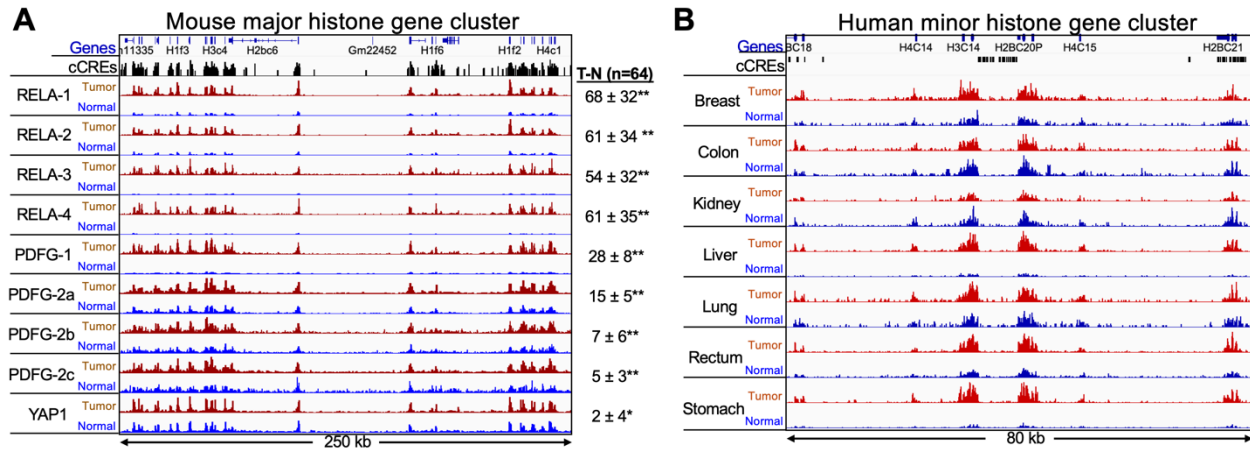 A
Mouse major histone gene cluster
Genes
n11335 H1f3 H3c4 H2bc6 Gm22452 H1f6 H1f2 H4c1
cCREs
T-N (n=64)
RELA-1 Tumor Normal 68 ± 32**
RELA-2 Tumor Normal 61 ± 34 **
RELA-3 Tumor Normal 54 ± 32**
RELA-4 Tumor Normal 61 ± 35**
PDFG-1 Tumor Normal 28 ± 8**
PDFG-2a Tumor Normal 15 ± 5**
PDFG-2b Tumor Normal 7 ± 6**
PDFG-2c Tumor Normal 5 ± 3**
YAP1 Tumor Normal 2 ± 4*
250 kb
B
Human minor histone gene cluster
Genes
BC18 H4C14 H3C14 H2BC20P H4C15 H2BC21
cCREs
Breast Tumor Normal
Colon Tumor Normal
Kidney Tumor Normal
Liver Tumor Normal
Lung Tumor Normal
Rectum Tumor Normal
Stomach Tumor Normal
80 kb